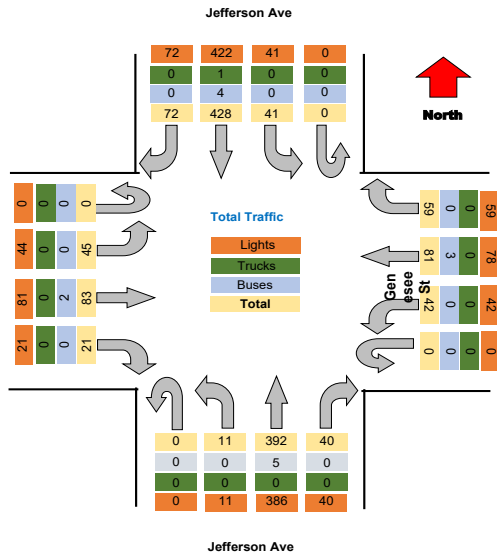 Jefferson Ave
72 422 41 0
0 1 0 0
0 4 0 0
72 428 41 0
North
0 0 0 0
44 0 0 45
81 0 2 83
21 0 0 21
Total Traffic
Lights
Trucks
Buses
Total
59 0 0 59
81 3 0 78
Gen
esee
St
42 0 0 42
0 0 0 0
0 11 392 40
0 0 5 0
0 0 0 0
0 11 386 40
Jefferson Ave